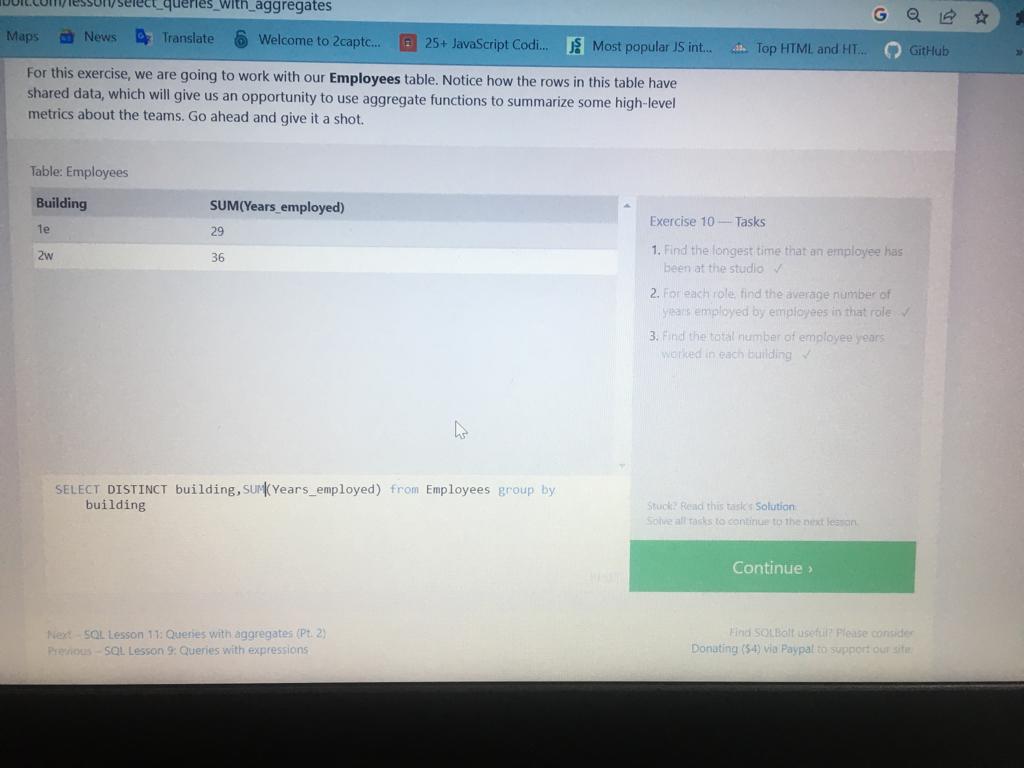 bolt.com/lesson/select_queries_with_aggregates
Maps News Translate Welcome to 2captc... 25+ JavaScript Codi... Most popular JS int... Top HTML and HT... GitHub »
For this exercise, we are going to work with our Employees table. Notice how the rows in this table have
shared data, which will give us an opportunity to use aggregate functions to summarize some high-level
metrics about the teams. Go ahead and give it a shot.
Table: Employees
Building SUM(Years_employed)
1e 29
2w 36
Exercise 10 — Tasks
1. Find the longest time that an employee has
been at the studio ✓
2. For each role, find the average number of
years employed by employees in that role ✓
3. Find the total number of employee years
worked in each building ✓
SELECT DISTINCT building,SUM(Years_employed) from Employees group by
building
RESET
Stuck? Read this task's Solution.
Solve all tasks to continue to the next lesson.
Continue ›
Next – SQL Lesson 11: Queries with aggregates (Pt. 2)
Previous – SQL Lesson 9: Queries with expressions
Find SQLBolt useful? Please consider
Donating ($4) via Paypal to support our site.